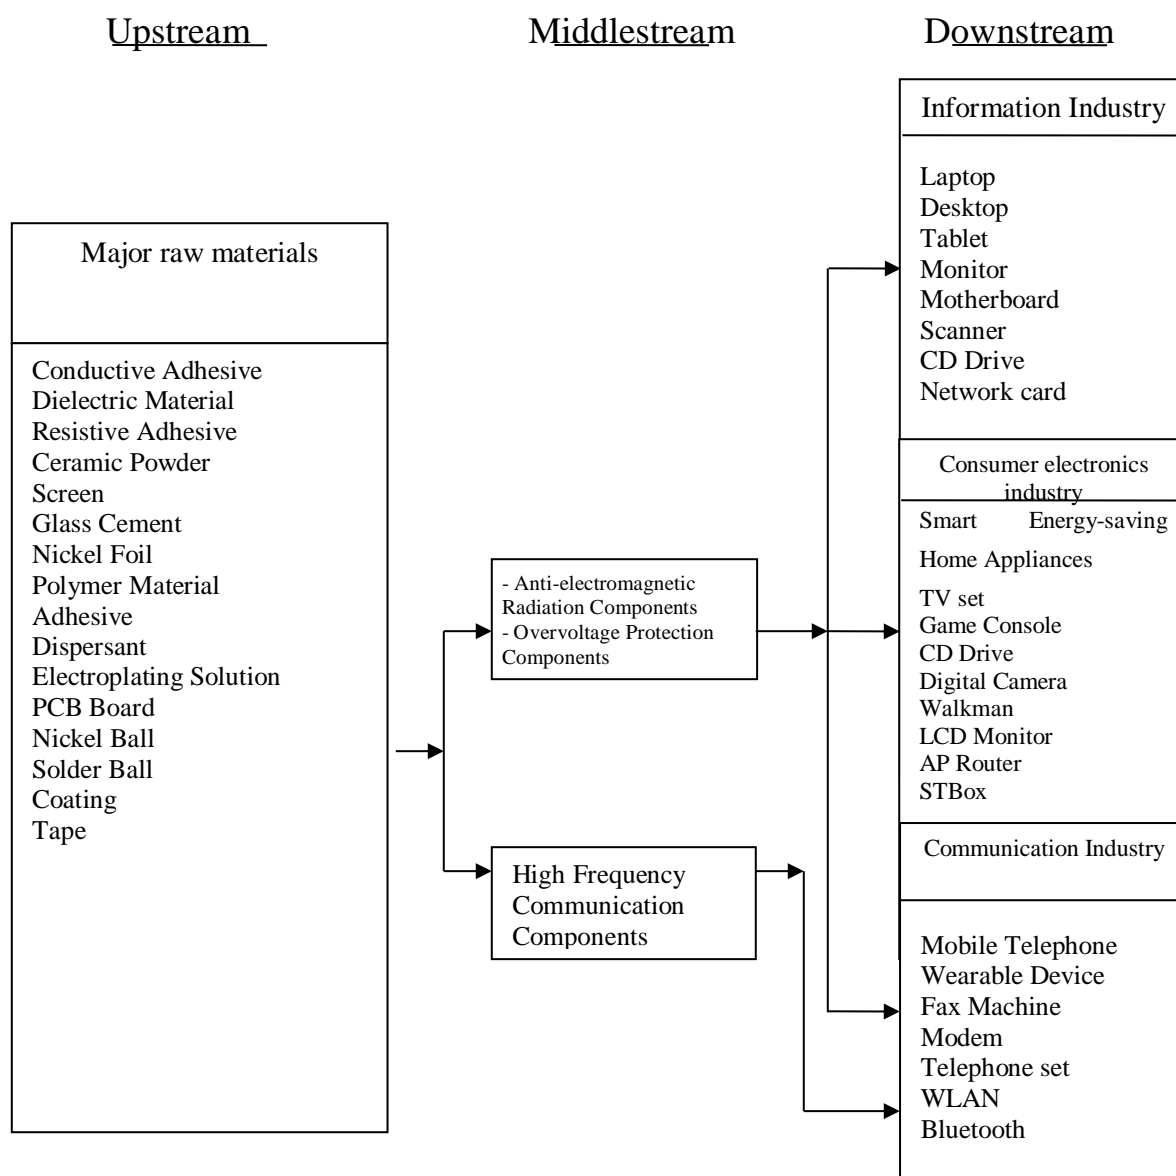 Upstream
Middlestream
Downstream
Major raw materials
Conductive Adhesive
Dielectric Material
Resistive Adhesive
Ceramic Powder
Screen
Glass Cement
Nickel Foil
Polymer Material
Adhesive
Dispersant
Electroplating Solution
PCB Board
Nickel Ball
Solder Ball
Coating
Tape
- Anti-electromagnetic
Radiation Components
- Overvoltage Protection
Components
High Frequency
Communication
Components
Information Industry
Laptop
Desktop
Tablet
Monitor
Motherboard
Scanner
CD Drive
Network card
Consumer electronics
industry
Smart Energy-saving
Home Appliances
TV set
Game Console
CD Drive
Digital Camera
Walkman
LCD Monitor
AP Router
STBox
Communication Industry
Mobile Telephone
Wearable Device
Fax Machine
Modem
Telephone set
WLAN
Bluetooth